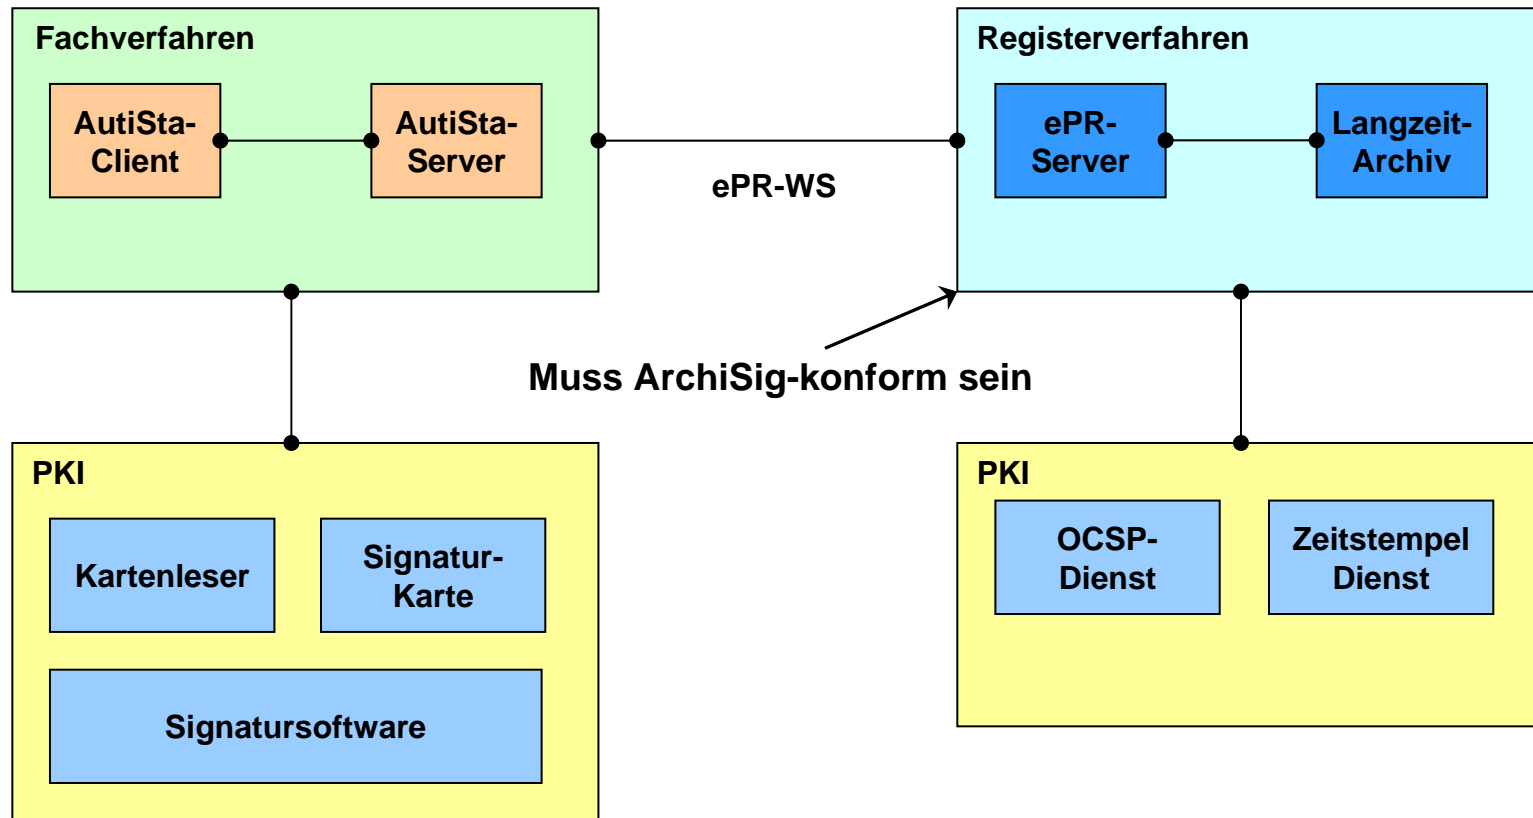 Fachverfahren
AutiSta-
Client
AutiSta-
Server
ePR-WS
Registerverfahren
ePR-
Server
Langzeit-
Archiv
Muss ArchiSig-konform sein
PKI
Kartenleser
Signatur-
Karte
Signatursoftware
PKI
OCSP-
Dienst
Zeitstempel
Dienst